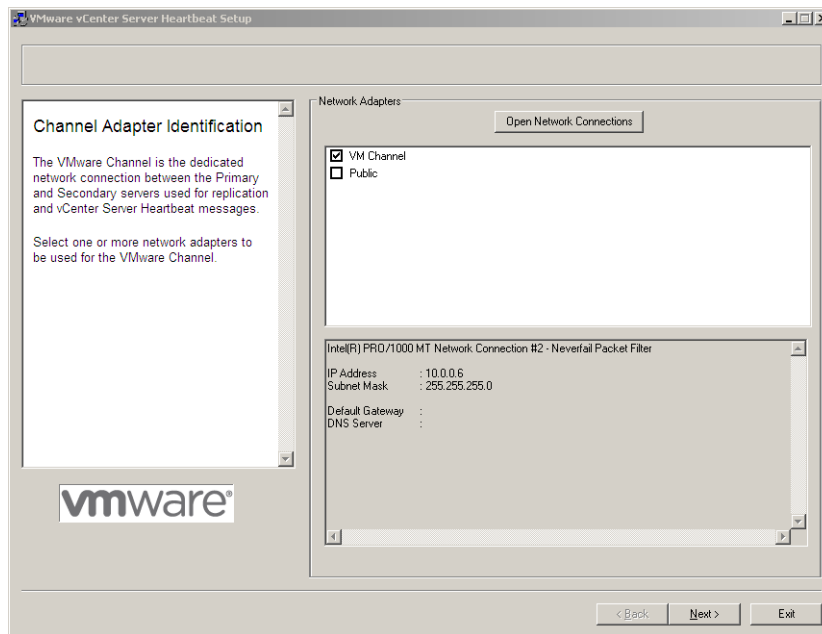 VMware vCenter Server Heartbeat Setup
Channel Adapter Identification
The VMware Channel is the dedicated
network connection between the Primary
and Secondary servers used for replication
and vCenter Server Heartbeat messages.
Select one or more network adapters to
be used for the VMware Channel.
vmware®
Network Adapters
Open Network Connections
VM Channel
Public
Intel(R) PRO/1000 MT Network Connection #2 - Neverfail Packet Filter
IP Address : 10.0.0.6
Subnet Mask : 255.255.255.0
Default Gateway :
DNS Server :
< Back
Next >
Exit